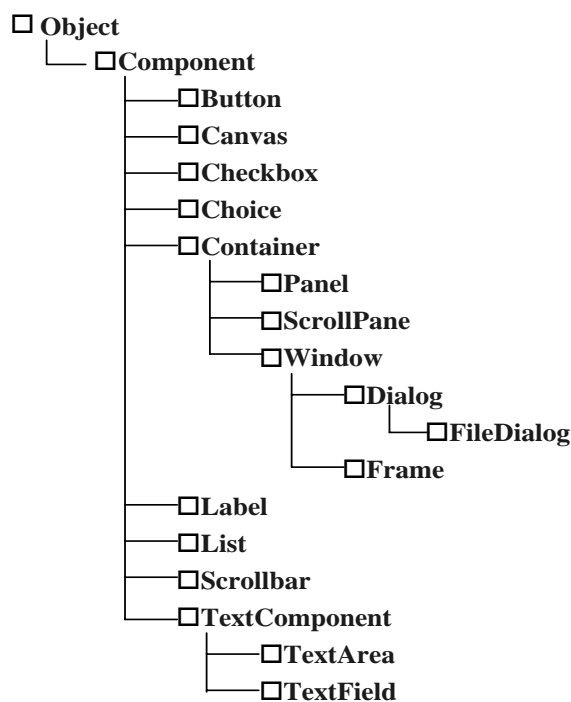 Object
Component
Button
Canvas
Checkbox
Choice
Container
Panel
ScrollPane
Window
Dialog
FileDialog
Frame
Label
List
Scrollbar
TextComponent
TextArea
TextField